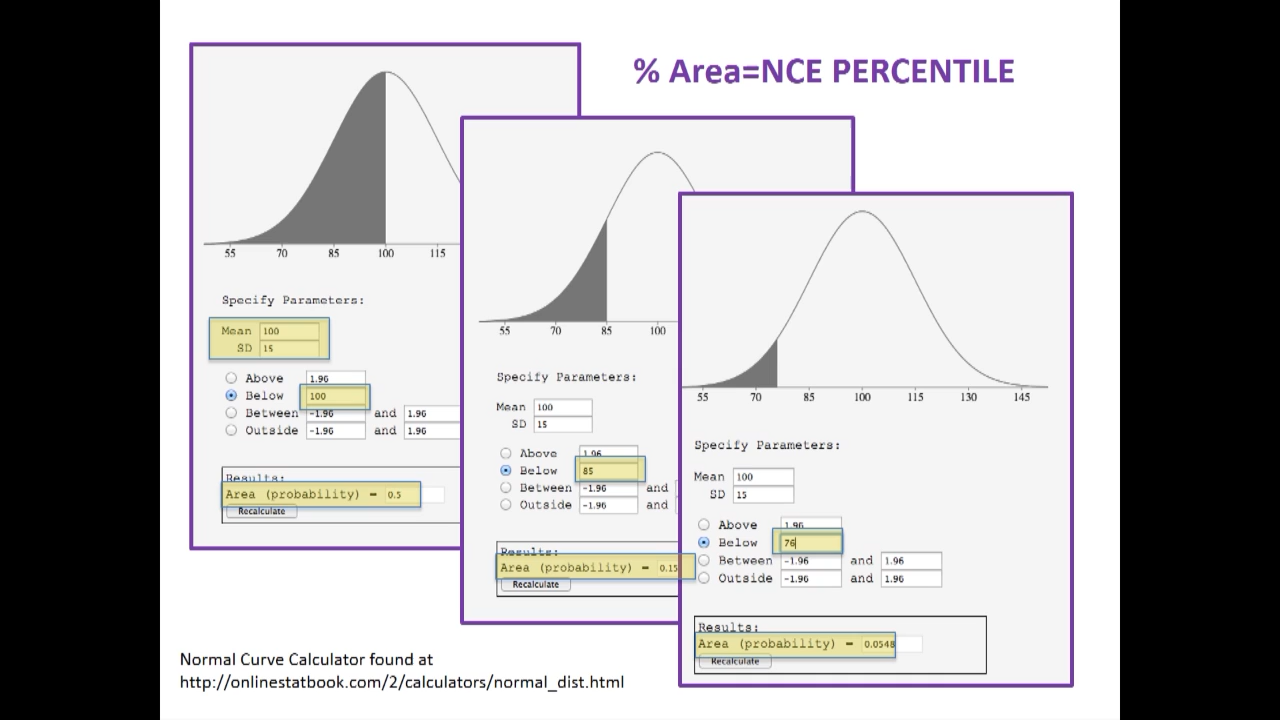 % Area=NCE PERCENTILE
55 70 85 100 115
Specify Parameters:
Mean 100
SD 15
Above 1.96
Below 100
Between -1.96 and 1.96
Outside -1.96 and 1.96
Results:
Area (probability) = 0.5
Recalculate
55 70 85 100
Specify Parameters:
Mean 100
SD 15
Above 1.96
Below 85
Between -1.96 and
Outside -1.96 and
Results:
Area (probability) = 0.15
Recalculate
55 70 85 100 115 130 145
Specify Parameters:
Mean 100
SD 15
Above 1.96
Below 76
Between -1.96 and 1.96
Outside -1.96 and 1.96
Results:
Area (probability) = 0.0548
Recalculate
Normal Curve Calculator found at
http://onlinestatbook.com/2/calculators/normal_dist.html